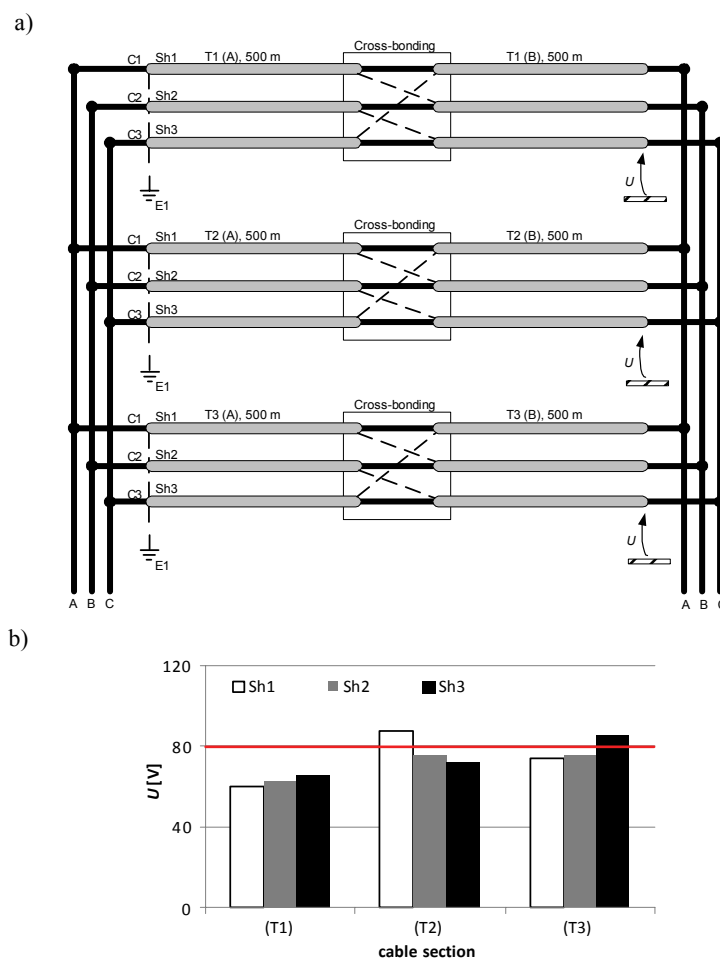 a)
Cross-bonding
C1 Sh1 T1 (A), 500 m T1 (B), 500 m
C2 Sh2
C3 Sh3
U
E1
Cross-bonding
C1 Sh1 T2 (A), 500 m T2 (B), 500 m
C2 Sh2
C3 Sh3
U
E1
Cross-bonding
C1 Sh1 T3 (A), 500 m T3 (B), 500 m
C2 Sh2
C3 Sh3
U
E1
A B C A B C
b)
120
Sh1 Sh2 Sh3
80
U [V]
40
0
(T1) (T2) (T3)
cable section